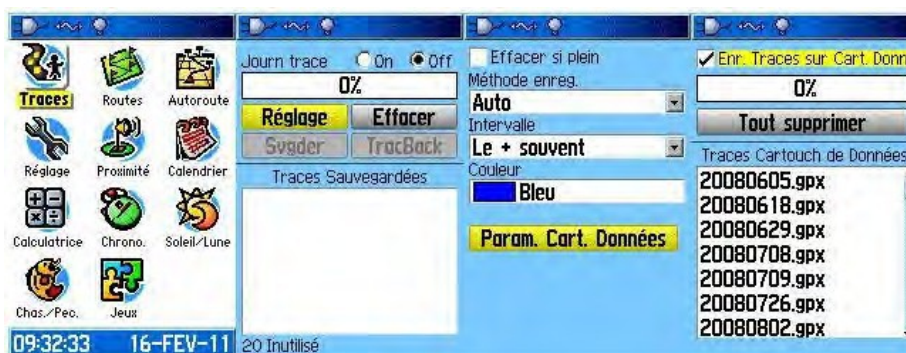 Traces Routes Autoroute
Réglage Proximité Calendrier
Calculatrice Chrono. Soleil/Lune
Chas./Pec. Jeux
09:32:33 16-FEV-11
Journ trace On Off
0%
Réglage Effacer
Svgder TracBack
Traces Sauvegardées
20 Inutilisé
Effacer si plein
Méthode enreg.
Auto
Intervalle
Le + souvent
Couleur
Bleu
Param. Cart. Données
Enr. Traces sur Cart. Donn
0%
Tout supprimer
Traces Cartouch de Données
20080605.gpx
20080618.gpx
20080629.gpx
20080708.gpx
20080709.gpx
20080726.gpx
20080802.gpx